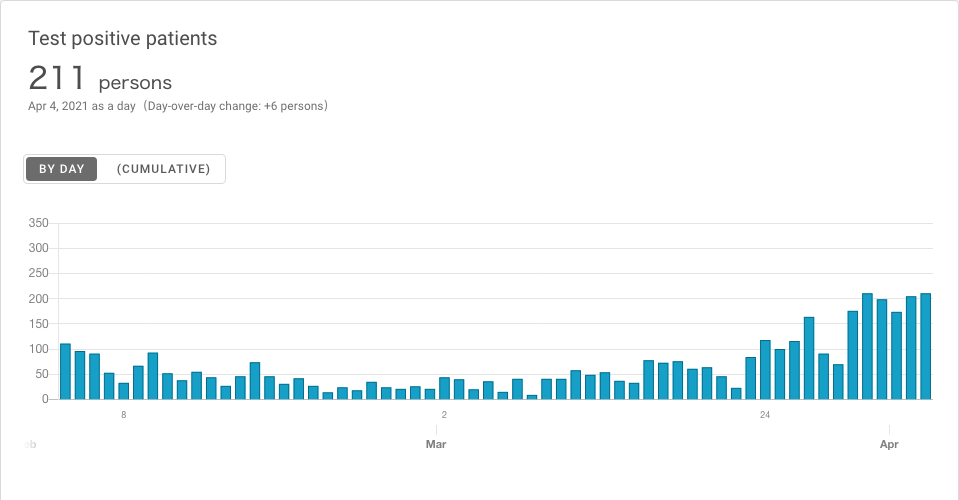 Test positive patients
211 persons
Apr 4, 2021 as a day（Day-over-day change: +6 persons）
BY DAY (CUMULATIVE)
350
300
250
200
150
100
50
0
8 2 24
eb Mar Apr